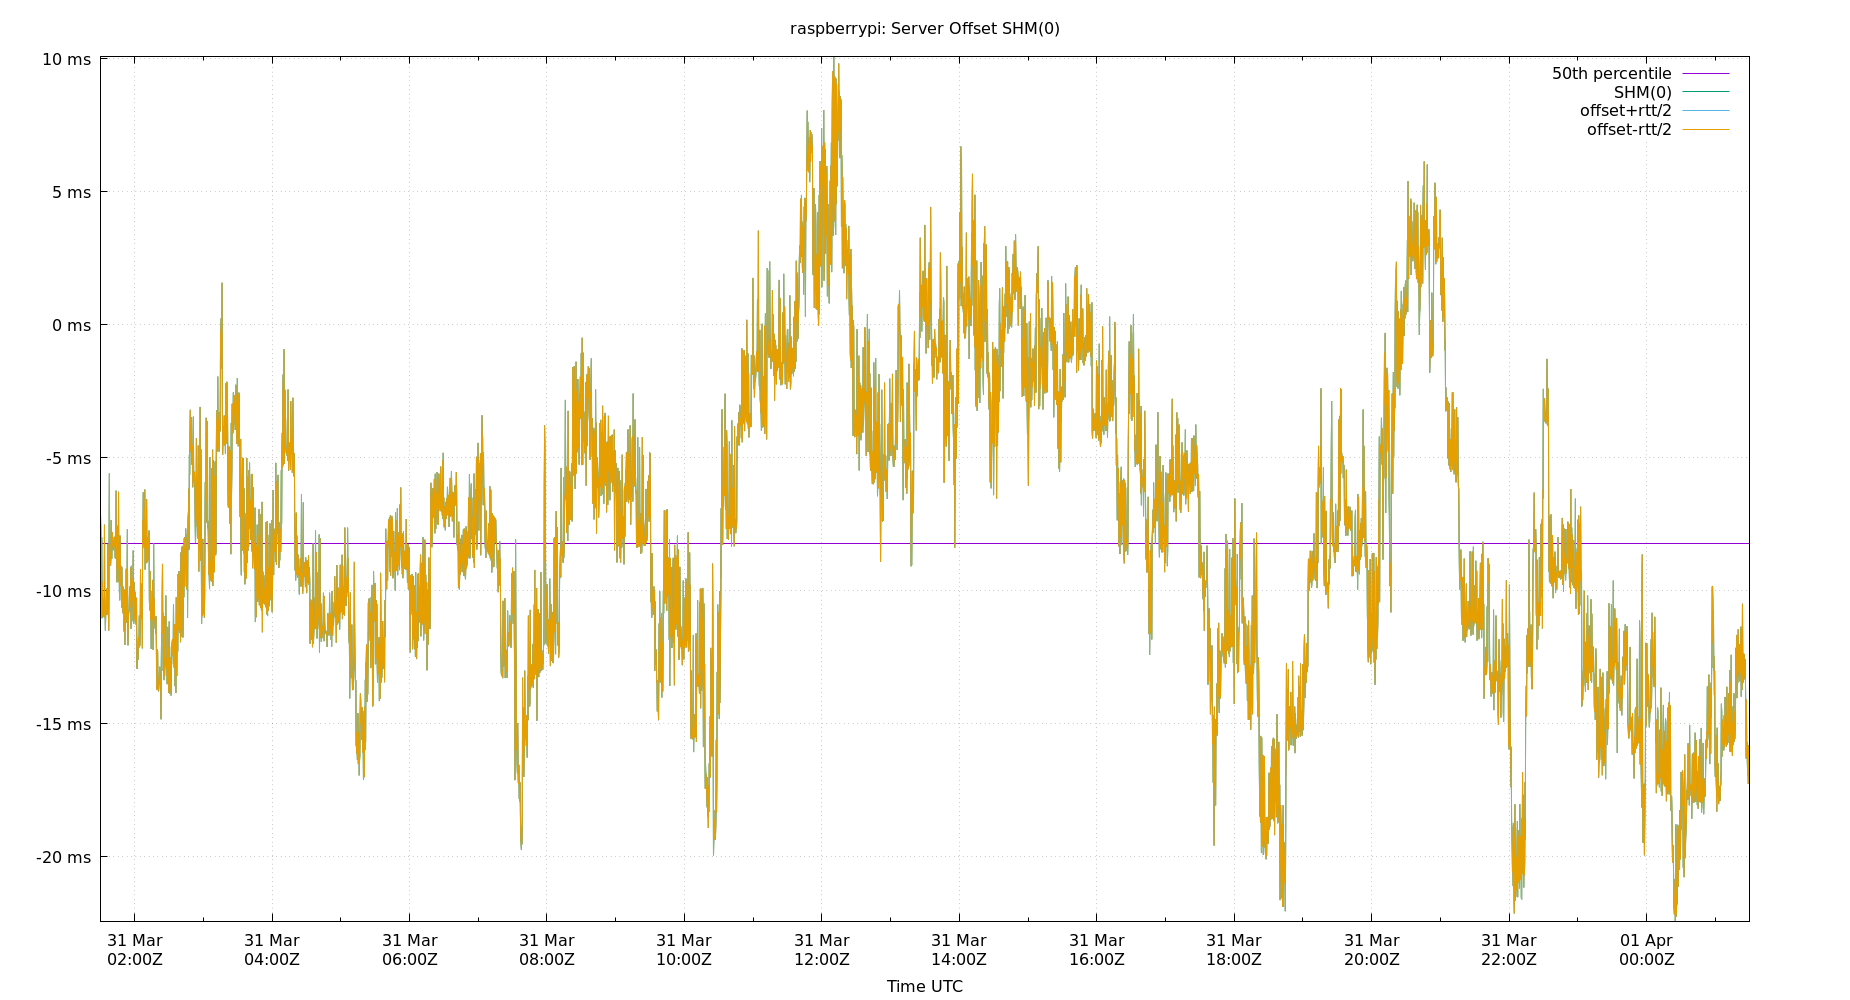 raspberrypi: Server Offset SHM(0)
50th percentile
SHM(0)
offset+rtt/2
offset-rtt/2
10 ms
5 ms
0 ms
-5 ms
-10 ms
-15 ms
-20 ms
31 Mar 31 Mar 31 Mar 31 Mar 31 Mar 31 Mar 31 Mar 31 Mar 31 Mar 31 Mar 31 Mar 01 Apr
02:00Z 04:00Z 06:00Z 08:00Z 10:00Z 12:00Z 14:00Z 16:00Z 18:00Z 20:00Z 22:00Z 00:00Z
Time UTC